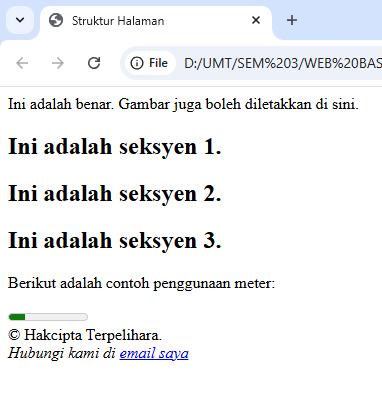 Struktur Halaman
File D:/UMT/SEM%203/WEB%20BAS
Ini adalah benar. Gambar juga boleh diletakkan di sini.
Ini adalah seksyen 1.
Ini adalah seksyen 2.
Ini adalah seksyen 3.
Berikut adalah contoh penggunaan meter:
© Hakcipta Terpelihara.
Hubungi kami di email saya